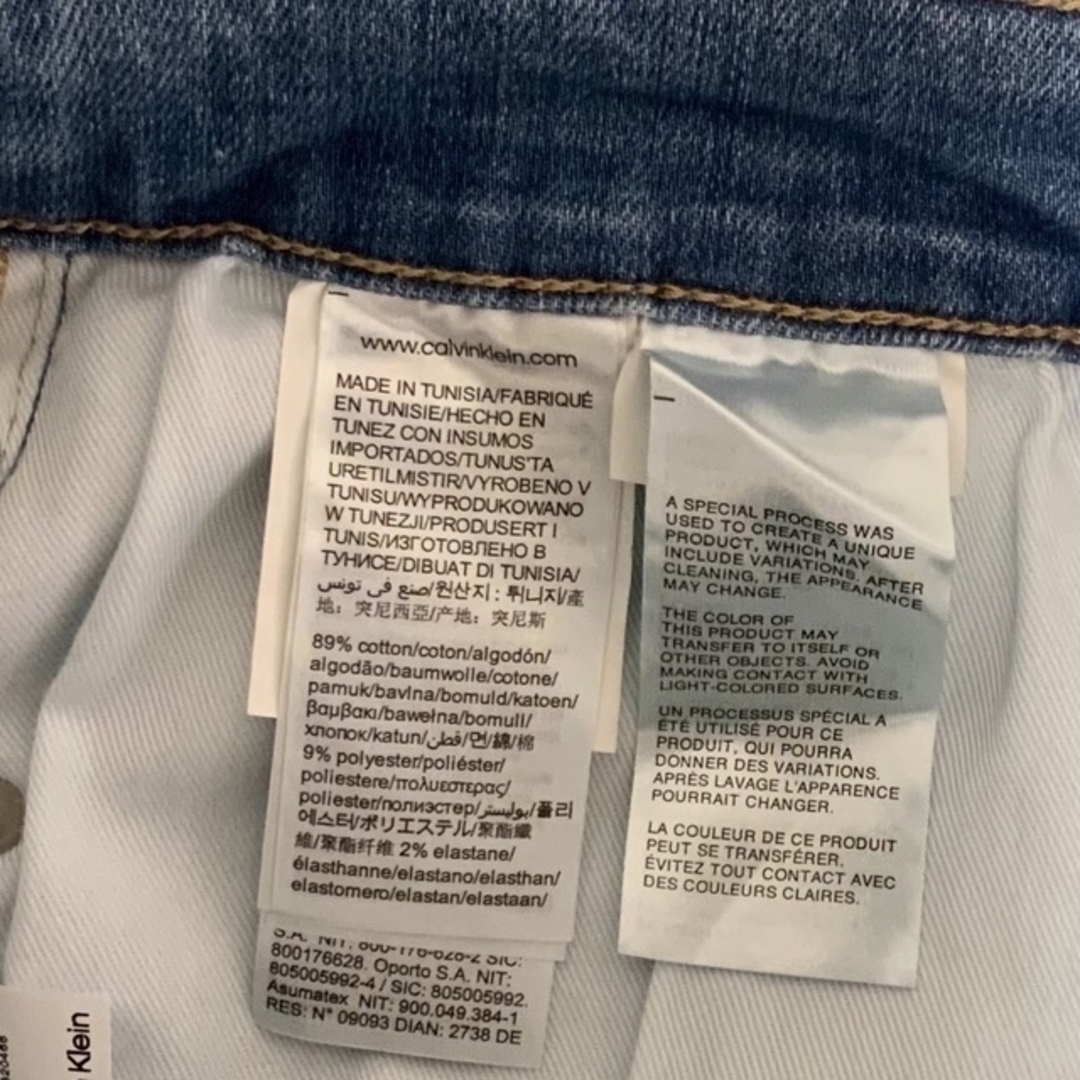 www.calvinklein.com
MADE IN TUNISIA/FABRIQUÉ
EN TUNISIE/HECHO EN
TUNEZ CON INSUMOS
IMPORTADOS/TUNUS'TA
URETILMISTIR/VYROBENO V
TUNISU/WYPRODUKOWANO
W TUNEZJI/PRODUSERT I
TUNIS/ИЗГОТОВЛЕНО В
ТУНИСЕ/DIBUAT DI TUNISIA/
صنع في تونس/원산지 : 튀니지/產
地：突尼西亞/产地：突尼斯
89% cotton/coton/algodón/
algodão/baumwolle/cotone/
pamuk/bavlna/bomuld/katoen/
βαμβακι/bawełna/bomull/
хлопок/katun/قطن/면/綿/棉
9% polyester/poliéster/
poliestere/πολυεστερας/
poliester/полиэстер/بوليستر/폴리
에스터/ポリエステル/聚酯纖
維/聚酯纤维 2% elastane/
élasthanne/elastano/elasthan/
elastomero/elastan/elastaan/
S.A. NIT: 800-176-628-2 SIC:
800176628. Oporto S.A. NIT:
805005992-4 / SIC: 805005992.
Asumatex NIT: 900.049.384-1
RES: N° 09093 DIAN: 2738 DE
A SPECIAL PROCESS WAS
USED TO CREATE A UNIQUE
PRODUCT, WHICH MAY
INCLUDE VARIATIONS. AFTER
CLEANING, THE APPEARANCE
MAY CHANGE.
THE COLOR OF
THIS PRODUCT MAY
TRANSFER TO ITSELF OR
OTHER OBJECTS. AVOID
MAKING CONTACT WITH
LIGHT-COLORED SURFACES.
UN PROCESSUS SPÉCIAL A
ÉTÉ UTILISÉ POUR CE
PRODUIT, QUI POURRA
DONNER DES VARIATIONS.
APRÈS LAVAGE L'APPARENCE
POURRAIT CHANGER.
LA COULEUR DE CE PRODUIT
PEUT SE TRANSFÉRER.
ÉVITEZ TOUT CONTACT AVEC
DES COULEURS CLAIRES.
Klein